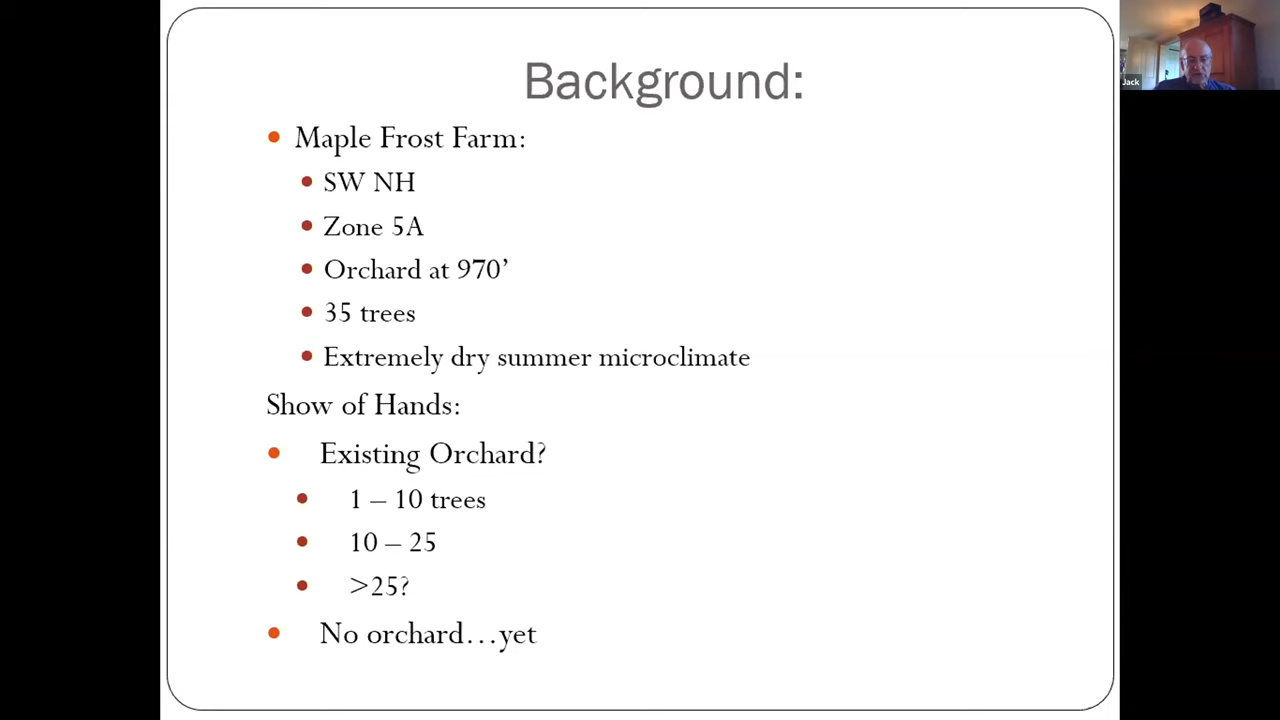 Background:
Maple Frost Farm:
SW NH
Zone 5A
Orchard at 970’
35 trees
Extremely dry summer microclimate
Show of Hands:
Existing Orchard?
1 – 10 trees
10 – 25
>25?
No orchard…yet
Jack